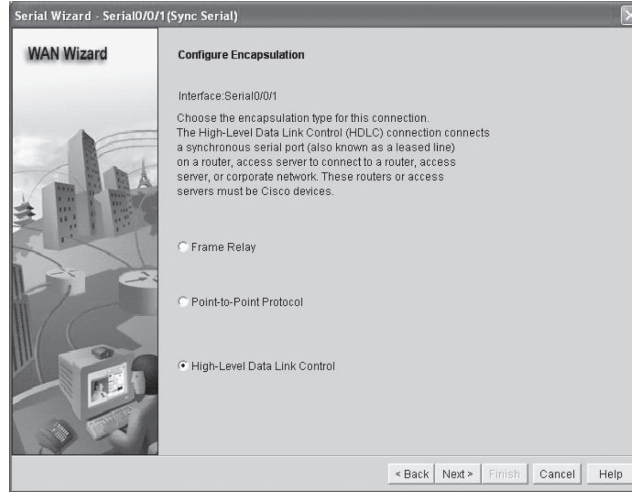 Serial Wizard - Serial0/0/1 (Sync Serial)
WAN Wizard
Configure Encapsulation
Interface:Serial0/0/1
Choose the encapsulation type for this connection.
The High-Level Data Link Control (HDLC) connection connects
a synchronous serial port (also known as a leased line)
on a router, access server to connect to a router, access
server, or corporate network. These routers or access
servers must be Cisco devices.
Frame Relay
Point-to-Point Protocol
High-Level Data Link Control
< Back
Next >
Finish
Cancel
Help